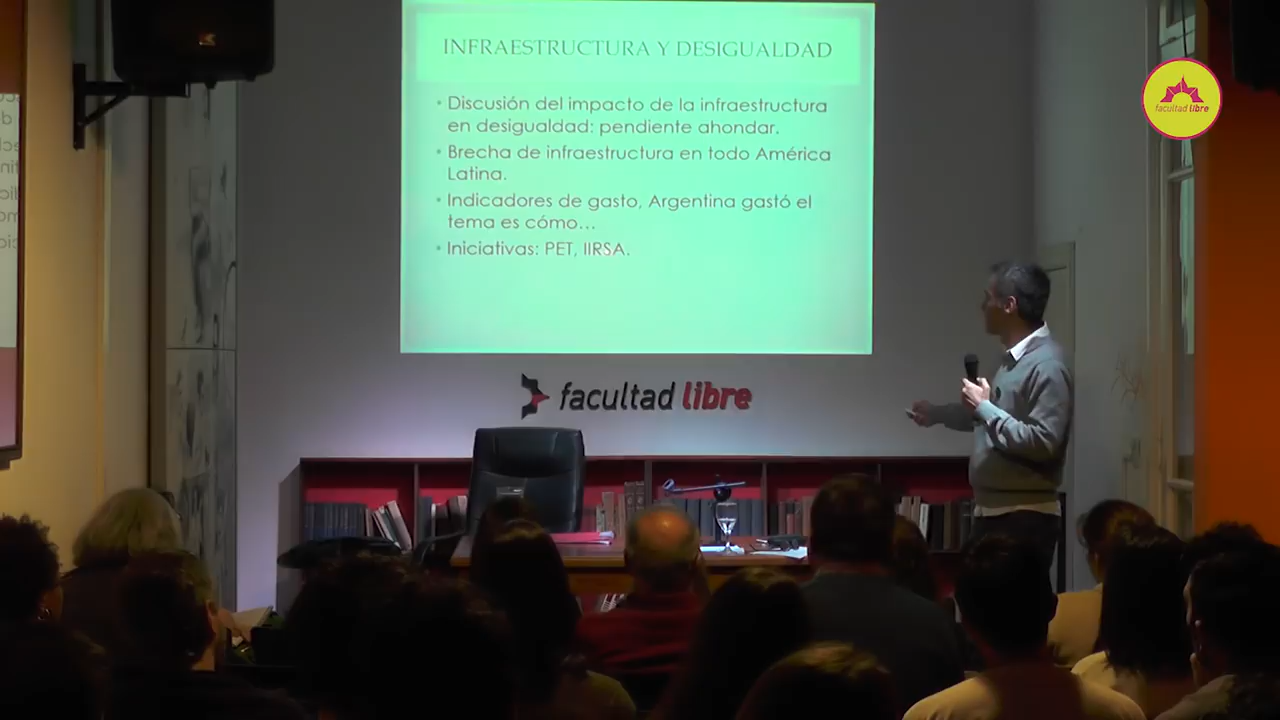 INFRAESTRUCTURA Y DESIGUALDAD
• Discusión del impacto de la infraestructura
en desigualdad: pendiente ahondar.
• Brecha de infraestructura en todo América
Latina.
• Indicadores de gasto, Argentina gastó el
tema es cómo...
• Iniciativas: PET, IIRSA.
facultad libre
facultad libre